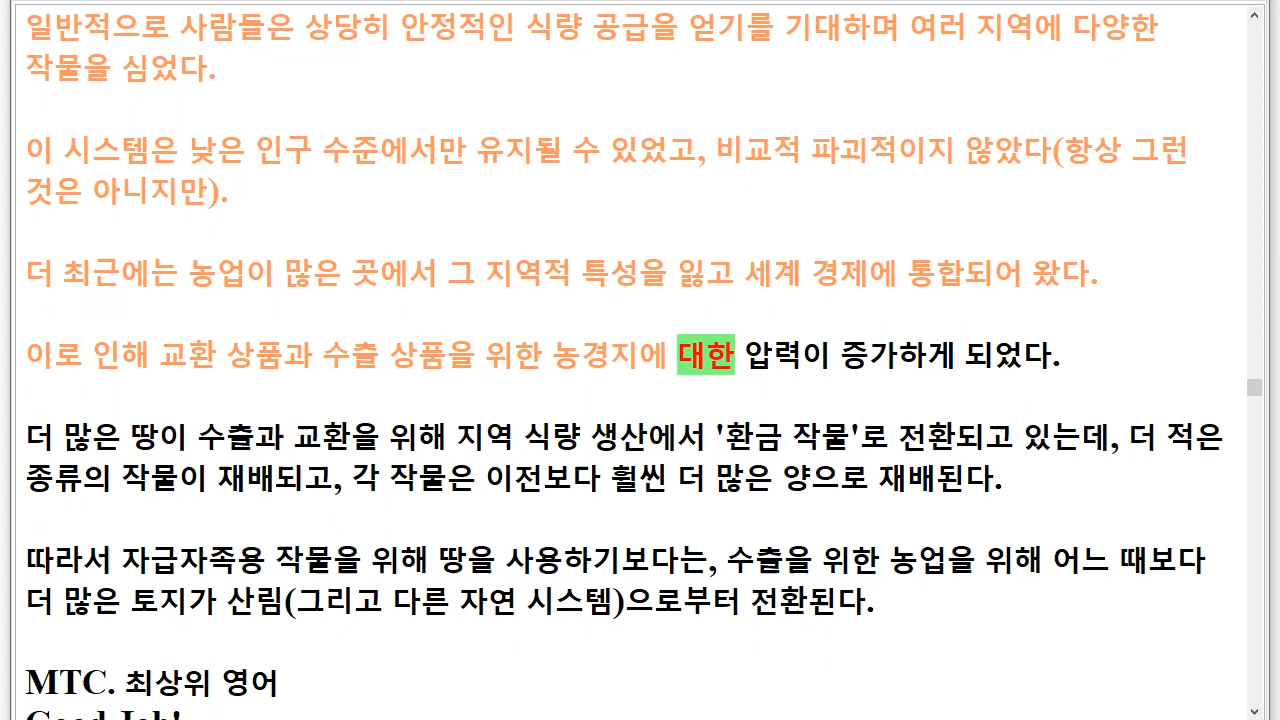 일반적으로 사람들은 상당히 안정적인 식량 공급을 얻기를 기대하며 여러 지역에 다양한
작물을 심었다.
이 시스템은 낮은 인구 수준에서만 유지될 수 있었고, 비교적 파괴적이지 않았다(항상 그런
것은 아니지만).
더 최근에는 농업이 많은 곳에서 그 지역적 특성을 잃고 세계 경제에 통합되어 왔다.
이로 인해 교환 상품과 수출 상품을 위한 농경지에 대한 압력이 증가하게 되었다.
더 많은 땅이 수출과 교환을 위해 지역 식량 생산에서 '환금 작물'로 전환되고 있는데, 더 적은
종류의 작물이 재배되고, 각 작물은 이전보다 훨씬 더 많은 양으로 재배된다.
따라서 자급자족용 작물을 위해 땅을 사용하기보다는, 수출을 위한 농업을 위해 어느 때보다
더 많은 토지가 산림(그리고 다른 자연 시스템)으로부터 전환된다.
MTC. 최상위 영어
Good Job!